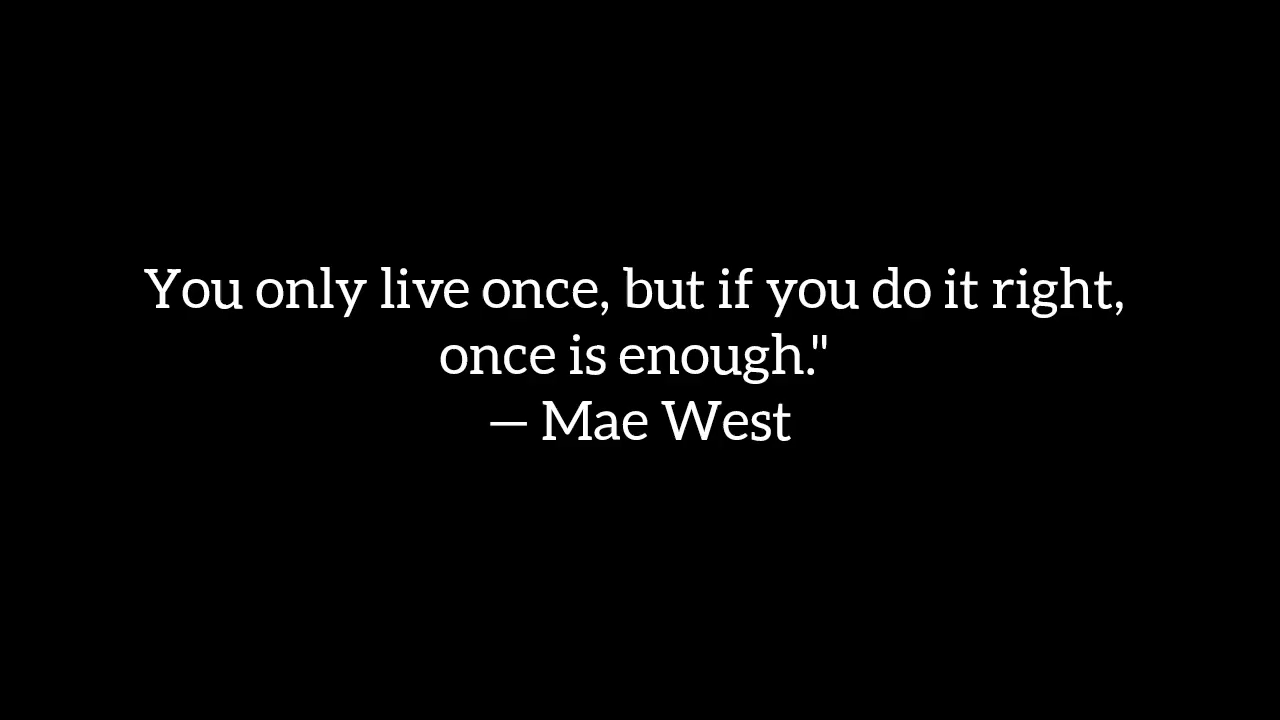 You only live once, but if you do it right,
once is enough."
— Mae West